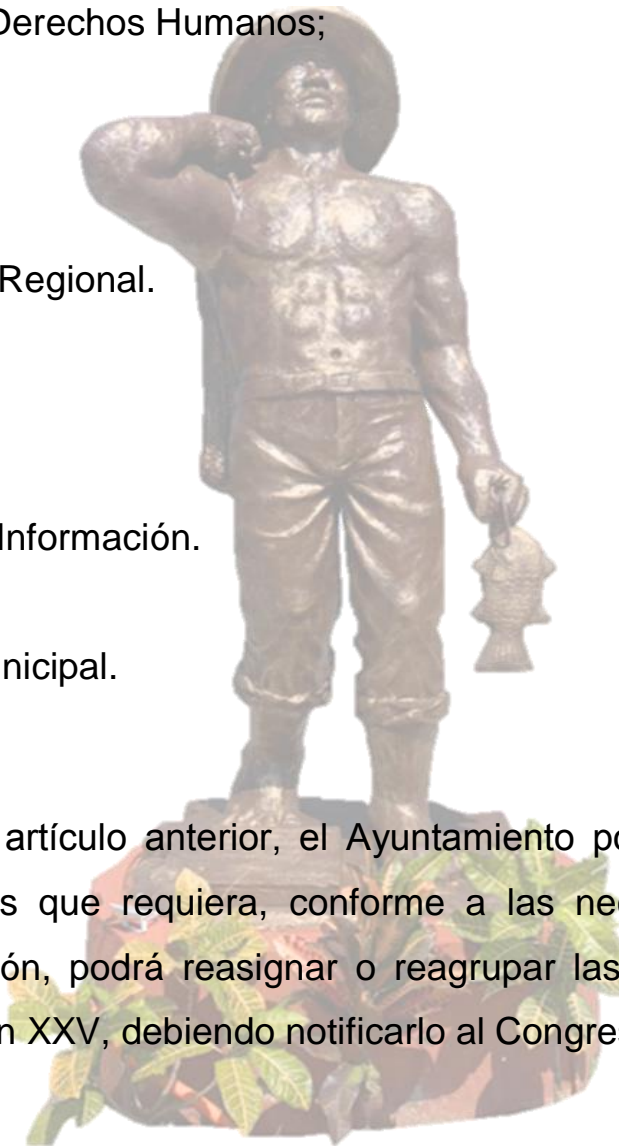 Derechos Humanos;
Regional.
Información.
nicipal.
artículo anterior, el Ayuntamiento po
s que requiera, conforme a las nec
ón, podrá reasignar o reagrupar las
n XXV, debiendo notificarlo al Congres